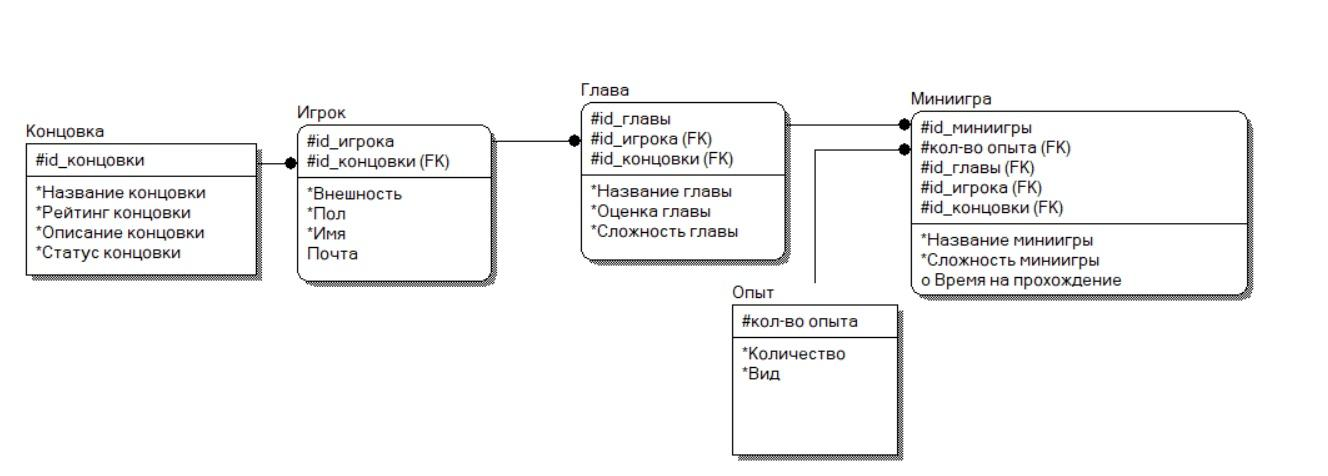 Концовка
#id_концовки
*Название концовки
*Рейтинг концовки
*Описание концовки
*Статус концовки
Игрок
#id_игрока
#id_концовки (FK)
*Внешность
*Пол
*Имя
Почта
Глава
#id_главы
#id_игрока (FK)
#id_концовки (FK)
*Название главы
*Оценка главы
*Сложность главы
Миниигра
#id_миниигры
#кол-во опыта (FK)
#id_главы (FK)
#id_игрока (FK)
#id_концовки (FK)
*Название миниигры
*Сложность миниигры
о Время на прохождение
Опыт
#кол-во опыта
*Количество
*Вид